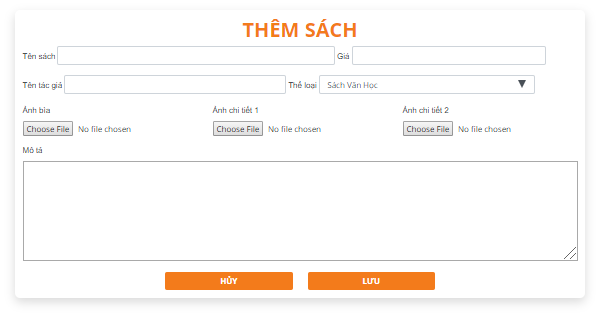 THÊM SÁCH
Tên sách Giá
Tên tác giả Thể loại Sách Văn Học
Ảnh bìa Ảnh chi tiết 1 Ảnh chi tiết 2
Choose File No file chosen Choose File No file chosen Choose File No file chosen
Mô tả
HỦY LƯU